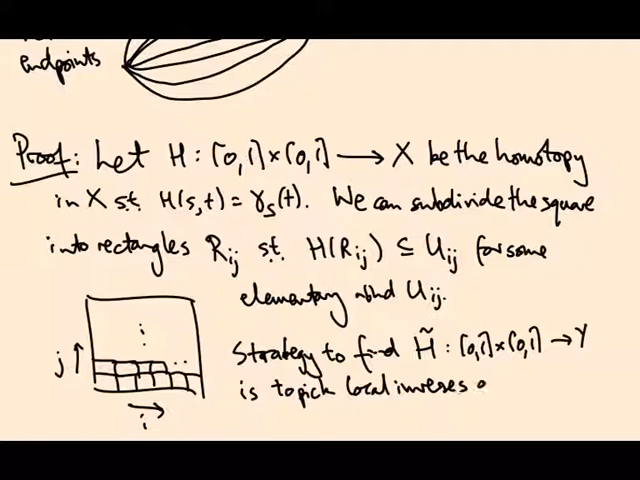 endpoints
Proof: Let H : [0,1]×[0,1] ⟶ X be the homotopy
in X s.t. H(s,t) = γₛ(t). We can subdivide the square
into rectangles Rᵢⱼ s.t. H(Rᵢⱼ) ⊆ Uᵢⱼ for some
elementary nbhd Uᵢⱼ.
Strategy to find H̃ : [0,1]×[0,1] → Y
is to pick local inverses o
j ↑
→
i